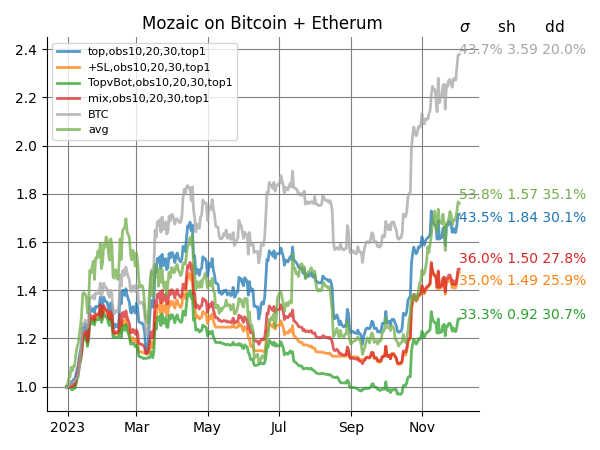 Mozaic on Bitcoin + Etherum
σ sh dd
top,obs10,20,30,top1
+SL,obs10,20,30,top1
TopvBot,obs10,20,30,top1
mix,obs10,20,30,top1
BTC
avg
43.7% 3.59 20.0%
53.8% 1.57 35.1%
43.5% 1.84 30.1%
36.0% 1.50 27.8%
35.0% 1.49 25.9%
33.3% 0.92 30.7%
2.4
2.2
2.0
1.8
1.6
1.4
1.2
1.0
2023 Mar May Jul Sep Nov